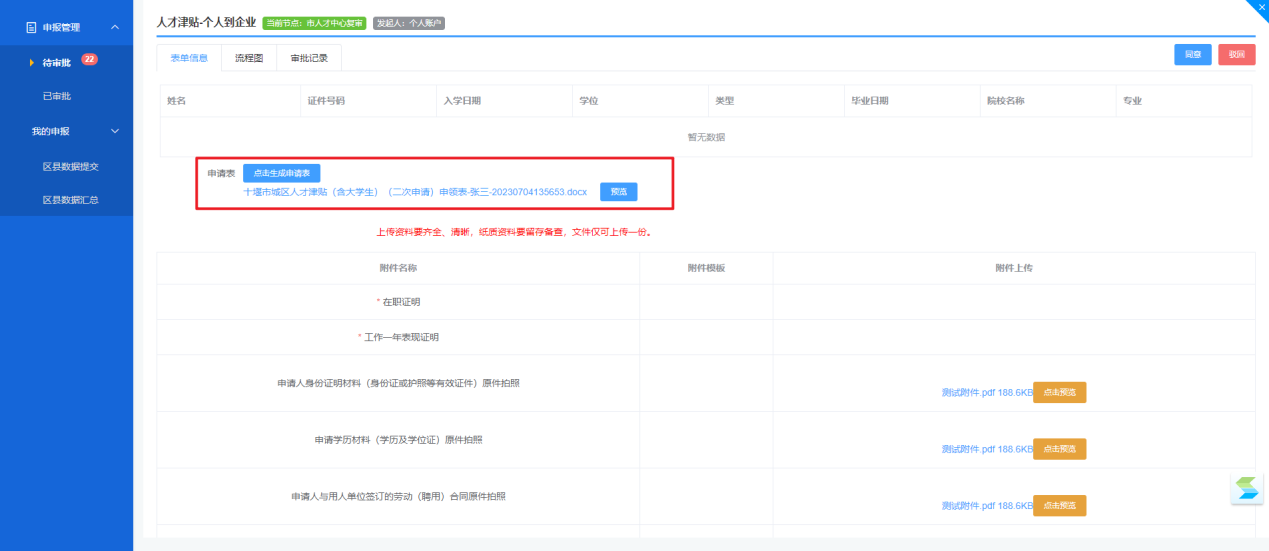 申报管理
待审批 22
已审批
我的申报
区县数据提交
区县数据汇总
人才津贴-个人到企业 当前节点：市人才中心复审 发起人：个人账户
表单信息 流程图 审批记录 同意 驳回
姓名 证件号码 入学日期 学位 类型 毕业日期 院校名称 专业
暂无数据
申请表 点击生成申请表
十堰市城区人才津贴（含大学生）（二次申请）申领表-张三-20230704135653.docx 预览
上传资料要齐全、清晰，纸质资料要留存备查，文件仅可上传一份。
附件名称 附件模板 附件上传
* 在职证明
* 工作一年表现证明
申请人身份证明材料（身份证或护照等有效证件）原件拍照 测试附件.pdf 188.6KB 点击预览
申请学历材料（学历及学位证）原件拍照 测试附件.pdf 188.6KB 点击预览
申请人与用人单位签订的劳动（聘用）合同原件拍照 测试附件.pdf 188.6KB 点击预览